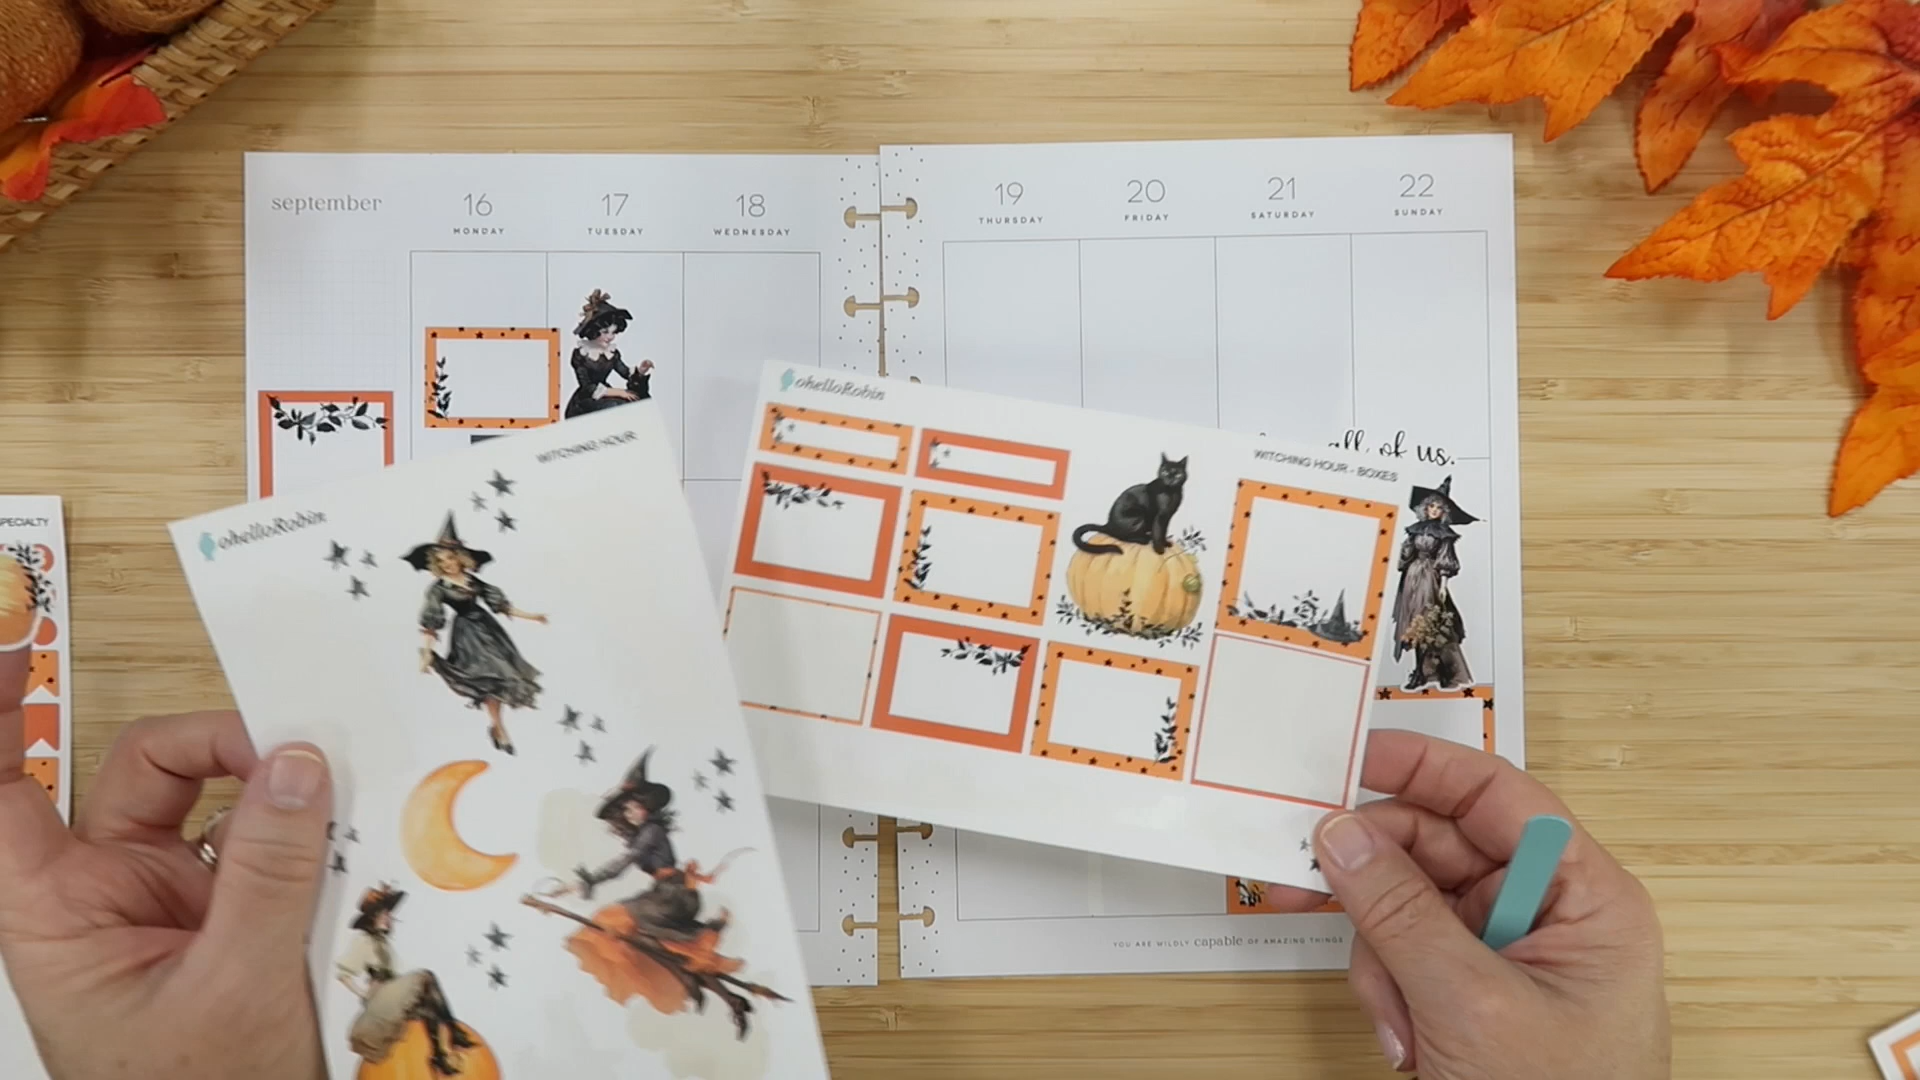 september
16
MONDAY
17
TUESDAY
18
WEDNESDAY
19
THURSDAY
20
FRIDAY
21
SATURDAY
22
SUNDAY
all of us.
ohelloRobin
WITCHING HOUR - BOXES
WITCHING HOUR
ohelloRobin
SPECIALTY
YOU ARE WILDLY capable OF AMAZING THINGS